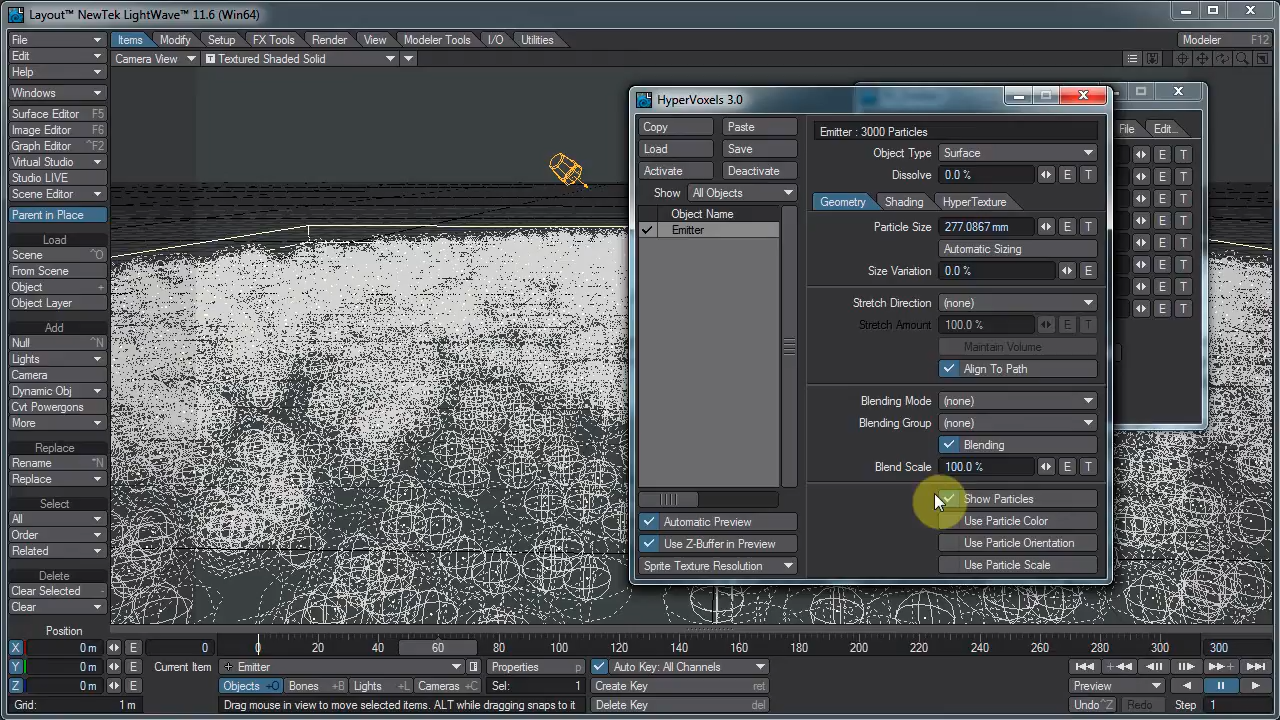 Layout™ NewTek LightWave™ 11.6 (Win64)
Items Modify Setup FX Tools Render View Modeler Tools I/O Utilities Modeler F12
Camera View Textured Shaded Solid
File
Edit
Help
Windows
Surface Editor F5
Image Editor F6
Graph Editor ^F2
Virtual Studio
Studio LIVE
Scene Editor
Parent in Place
Load
Scene ^O
From Scene
Object +
Object Layer
Add
Null ^N
Lights
Camera
Dynamic Obj
Cvt Powergons
More
Replace
Rename ~N
Replace
Select
All
Order
Related
Delete
Clear Selected -
Clear
HyperVoxels 3.0
Copy Paste
Load Save
Activate Deactivate
Show All Objects
Object Name
Emitter
Automatic Preview
Use Z-Buffer in Preview
Sprite Texture Resolution
Emitter : 3000 Particles
Object Type Surface
Dissolve 0.0 % E T
Geometry Shading HyperTexture
Particle Size 277.0867 mm E T
Automatic Sizing
Size Variation 0.0 % E
Stretch Direction (none)
Stretch Amount 100.0 % E T
Maintain Volume
Align To Path
Blending Mode (none)
Blending Group (none)
Blending
Blend Scale 100.0 % E T
Show Particles
Use Particle Color
Use Particle Orientation
Use Particle Scale
File Edit...
E T
E T
E T
E T
E T
E T
E T
E T
Position
X 0 m E 0 0 20 40 60 80 100 120 140 160 180 200 220 240 260 280 300 300
Y 0 m E Current Item + Emitter Properties p Auto Key: All Channels
Z 0 m E Objects +O Bones +B Lights +L Cameras +C Sel: 1 Create Key ret Preview
Grid: 1 m Drag mouse in view to move selected items. ALT while dragging snaps to it Delete Key del Undo ^Z Redo Step 1